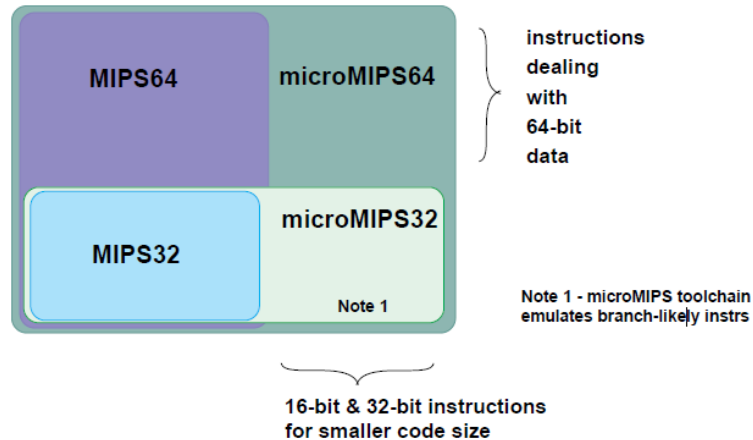 MIPS64
microMIPS64
instructions
dealing
with
64-bit
data
microMIPS32
MIPS32
Note 1
Note 1 - microMIPS toolchain
emulates branch-likely instrs
16-bit & 32-bit instructions
for smaller code size